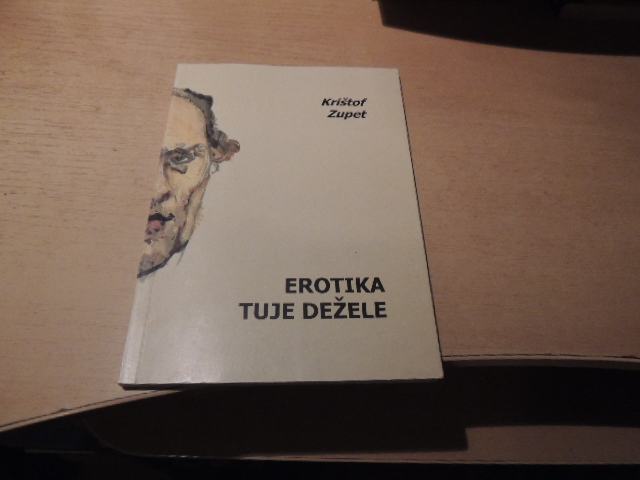 Krištof
Zupet
EROTIKA
TUJE DEŽELE